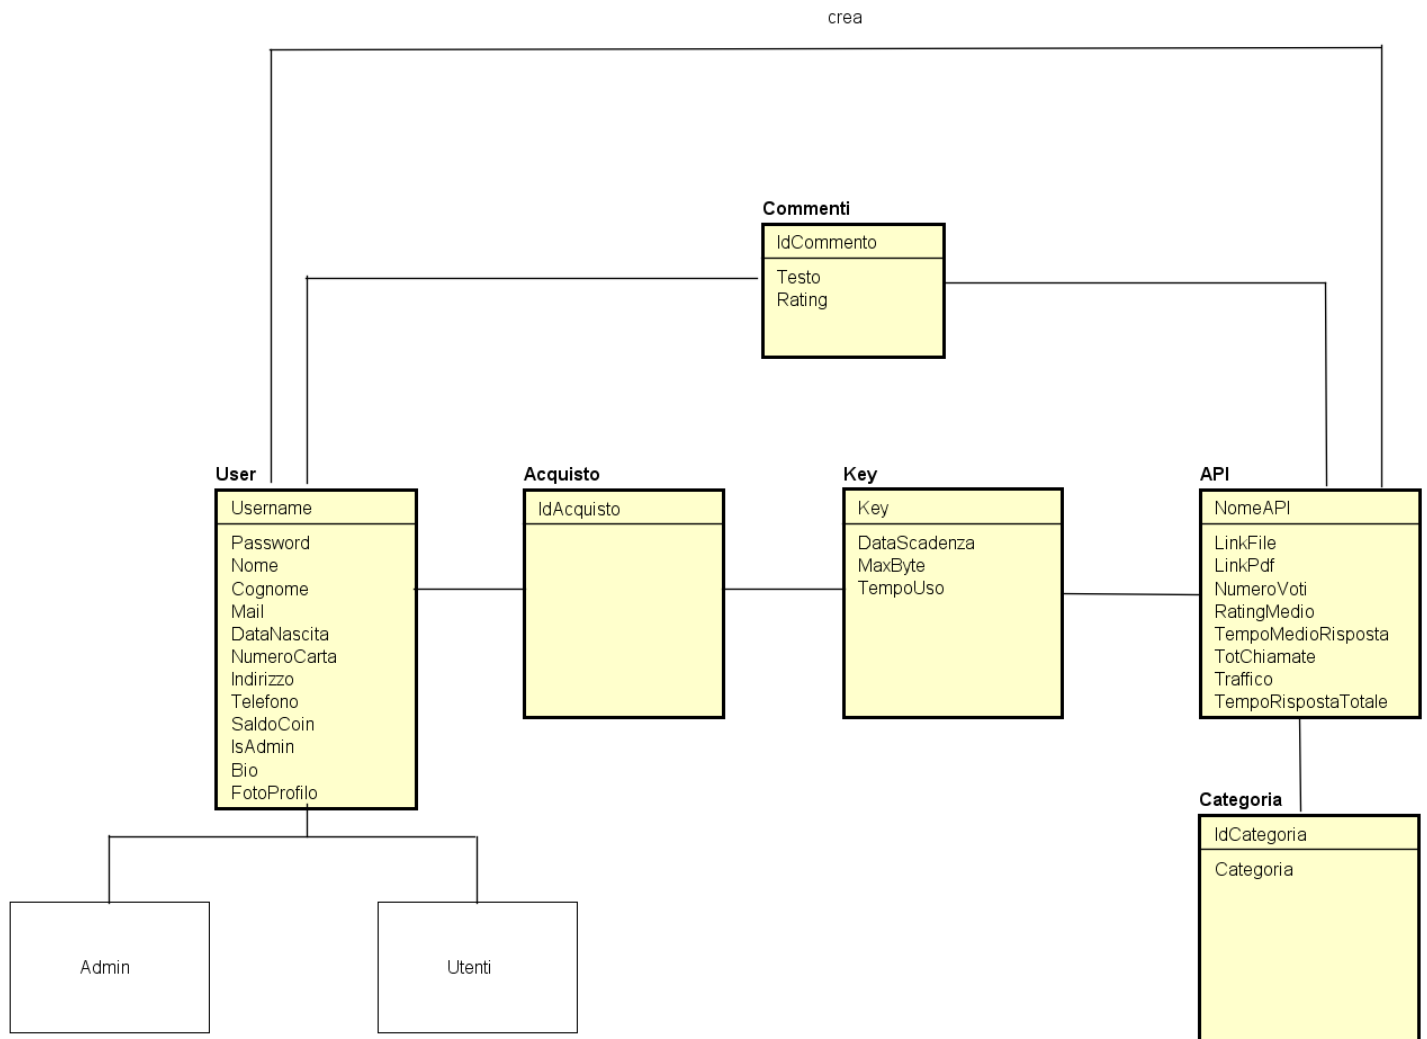 crea
Commenti
IdCommento
Testo
Rating
User
Username
Password
Nome
Cognome
Mail
DataNascita
NumeroCarta
Indirizzo
Telefono
SaldoCoin
IsAdmin
Bio
FotoProfilo
Acquisto
IdAcquisto
Key
Key
DataScadenza
MaxByte
TempoUso
API
NomeAPI
LinkFile
LinkPdf
NumeroVoti
RatingMedio
TempoMedioRisposta
TotChiamate
Traffico
TempoRispostaTotale
Categoria
IdCategoria
Categoria
Admin
Utenti